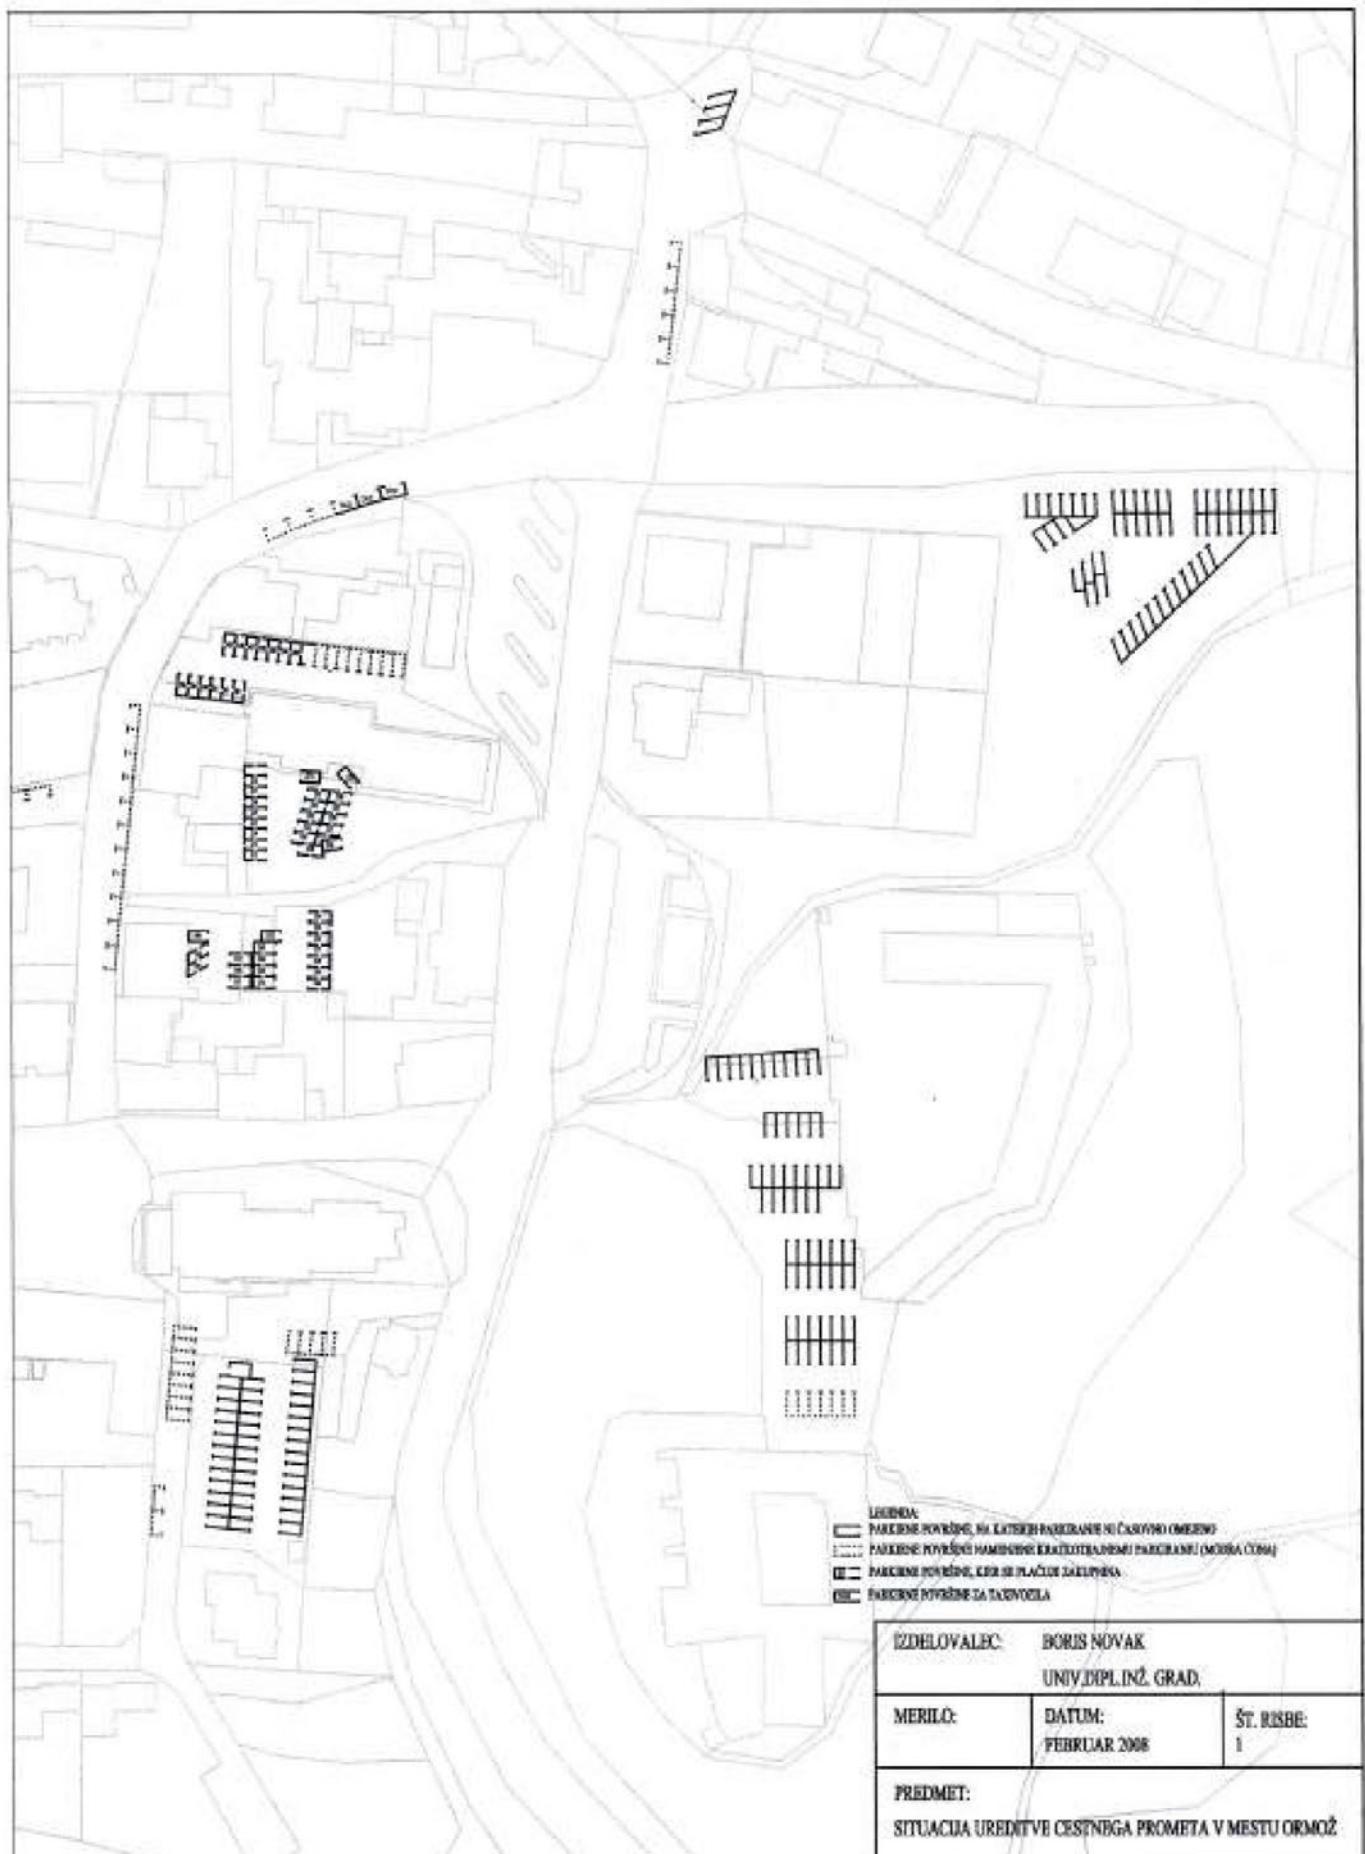 LEGENDA:
PARKIRNE POVRŠINE, NA KATERIH PARKIRANJE NI ČASOVNO OMEJENO
PARKIRNE POVRŠINE NAMENJENE KRATKOTRAJNEMU PARKIRANJU (MODRA CONA)
PARKIRNE POVRŠINE, KJER SE PLAČUJE ZAKUPNINA
PARKIRNE POVRŠINE ZA TAXI VOZILA
IZDELOVALEC: BORIS NOVAK
UNIV.DIPL.INŽ. GRAD.
MERILO: DATUM: ŠT. RISBE:
FEBRUAR 2008 1
PREDMET:
SITUACIJA UREDITVE CESTNEGA PROMETA V MESTU ORMOŽ